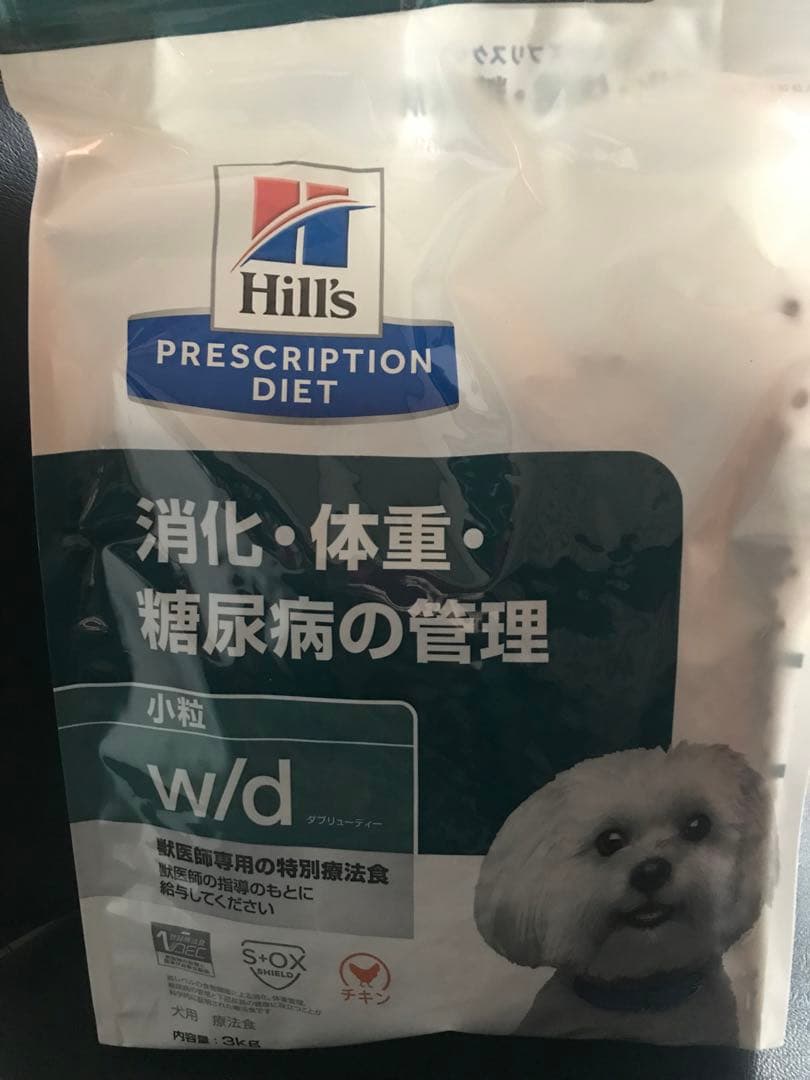 Hill's
PRESCRIPTION
DIET
消化・体重・
糖尿病の管理
小粒
w/d
ダブリューティー
獣医師専用の特別療法食
獣医師の指導のもとに
給与してください
S+OX
SHIELD
チキン
犬用 療法食
内容量:3kg